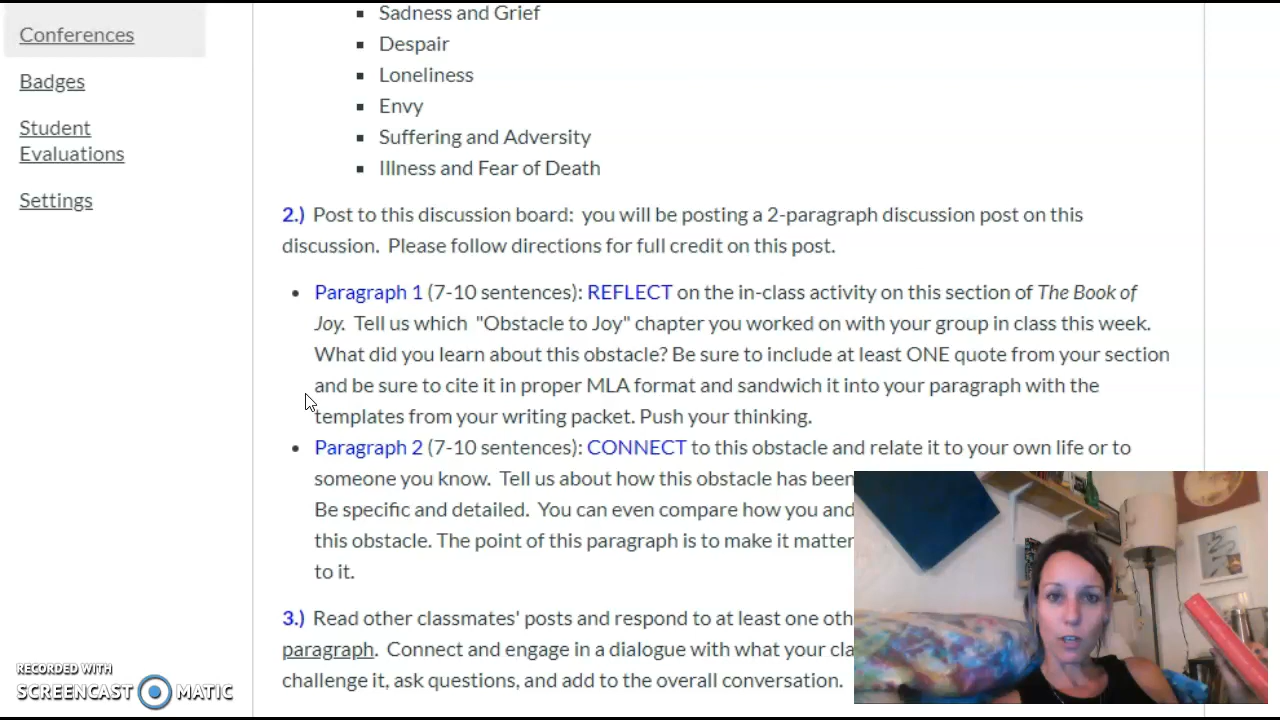 Conferences
Badges
Student
Evaluations
Settings
Sadness and Grief
Despair
Loneliness
Envy
Suffering and Adversity
Illness and Fear of Death
2.) Post to this discussion board: you will be posting a 2-paragraph discussion post on this
discussion. Please follow directions for full credit on this post.
Paragraph 1 (7-10 sentences): REFLECT on the in-class activity on this section of The Book of
Joy. Tell us which "Obstacle to Joy" chapter you worked on with your group in class this week.
What did you learn about this obstacle? Be sure to include at least ONE quote from your section
and be sure to cite it in proper MLA format and sandwich it into your paragraph with the
templates from your writing packet. Push your thinking.
Paragraph 2 (7-10 sentences): CONNECT to this obstacle and relate it to your own life or to
someone you know. Tell us about how this obstacle has been
Be specific and detailed. You can even compare how you and
this obstacle. The point of this paragraph is to make it matter
to it.
3.) Read other classmates' posts and respond to at least one oth
paragraph. Connect and engage in a dialogue with what your cla
challenge it, ask questions, and add to the overall conversation.
RECORDED WITH
SCREENCAST MATIC